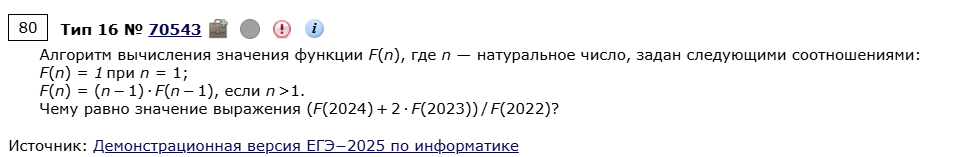 80 Тип 16 № 70543
Алгоритм вычисления значения функции F(n), где n — натуральное число, задан следующими соотношениями:
F(n) = 1 при n = 1;
F(n) = (n − 1) · F(n − 1), если n >1.
Чему равно значение выражения (F(2024) + 2 · F(2023)) / F(2022)?
Источник: Демонстрационная версия ЕГЭ−2025 по информатике